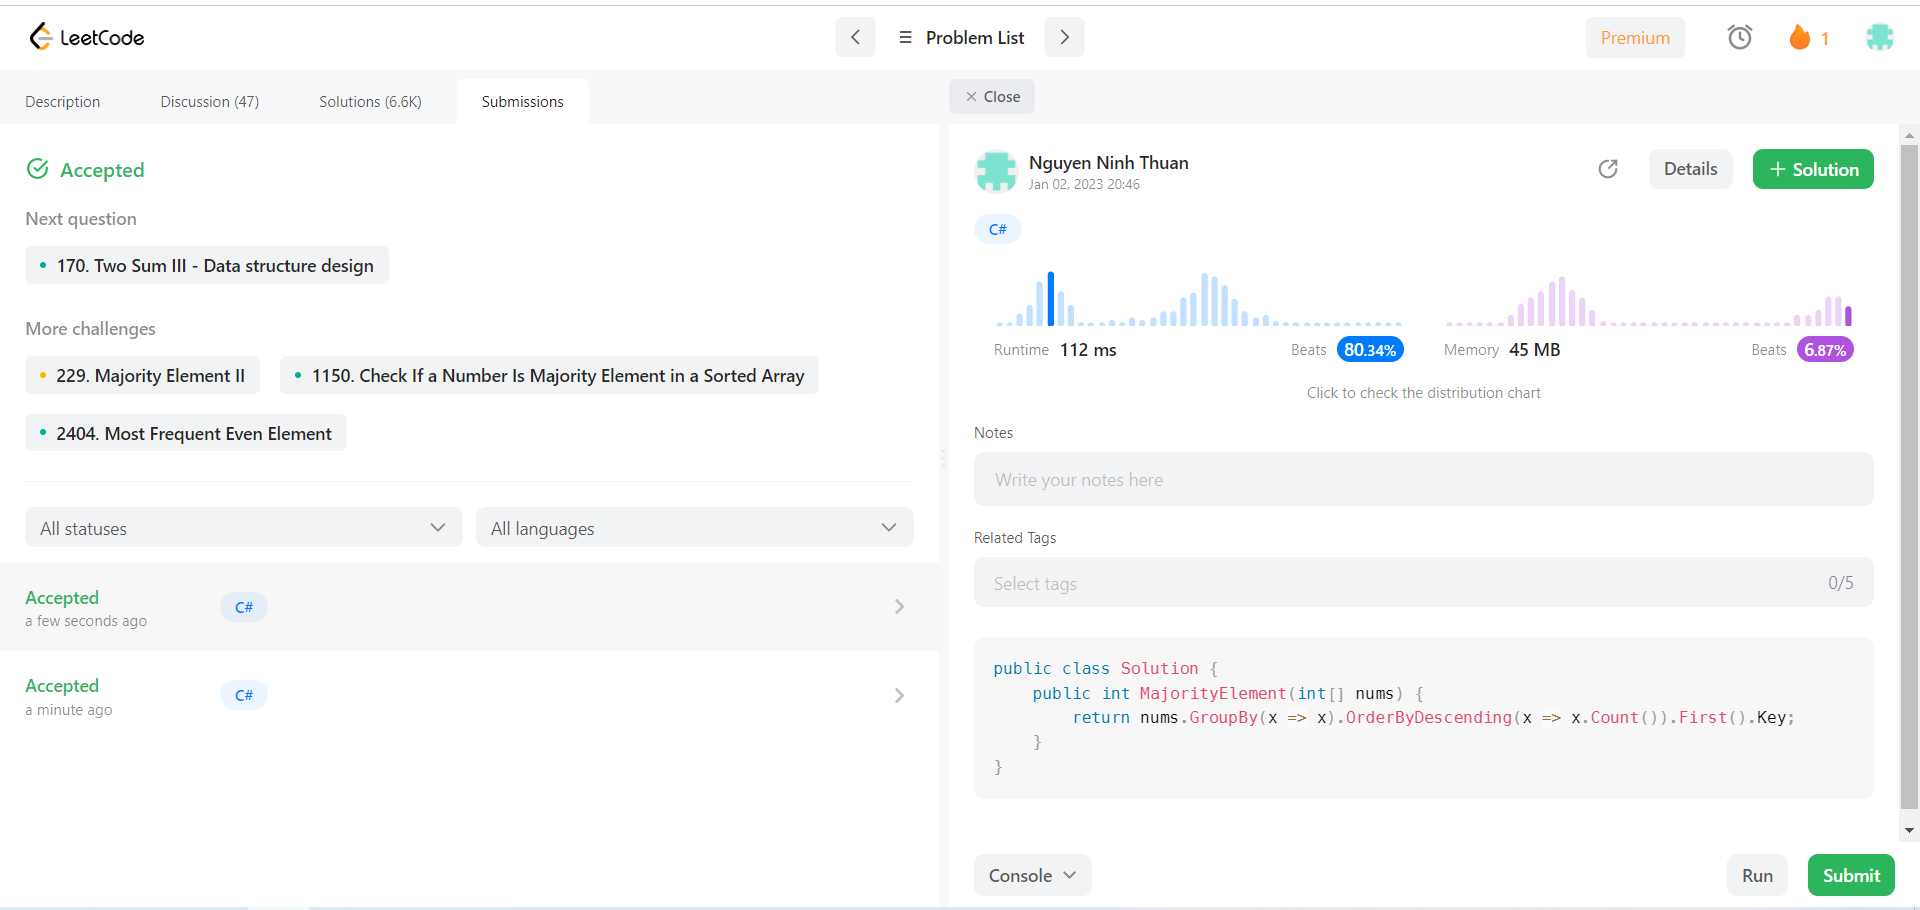 LeetCode
Problem List
Premium
1
Description
Discussion (47)
Solutions (6.6K)
Submissions
Close
Accepted
Next question
170. Two Sum III - Data structure design
More challenges
229. Majority Element II
1150. Check If a Number Is Majority Element in a Sorted Array
2404. Most Frequent Even Element
All statuses
All languages
Accepted
a few seconds ago
C#
Accepted
a minute ago
C#
Nguyen Ninh Thuan
Jan 02, 2023 20:46
Details
+ Solution
C#
Runtime 112 ms
Beats 80.34%
Memory 45 MB
Beats 6.87%
Click to check the distribution chart
Notes
Write your notes here
Related Tags
Select tags
0/5
public class Solution {
    public int MajorityElement(int[] nums) {
        return nums.GroupBy(x => x).OrderByDescending(x => x.Count()).First().Key;
    }
}
Console
Run
Submit